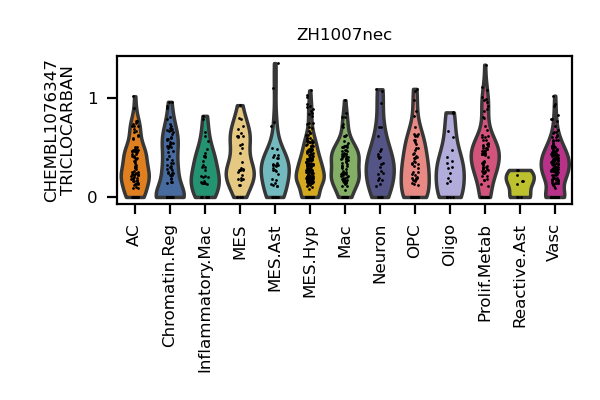 ZH1007nec
CHEMBL1076347
TRICLOCARBAN
1
0
AC
Chromatin.Reg
Inflammatory.Mac
MES
MES.Ast
MES.Hyp
Mac
Neuron
OPC
Oligo
Prolif.Metab
Reactive.Ast
Vasc